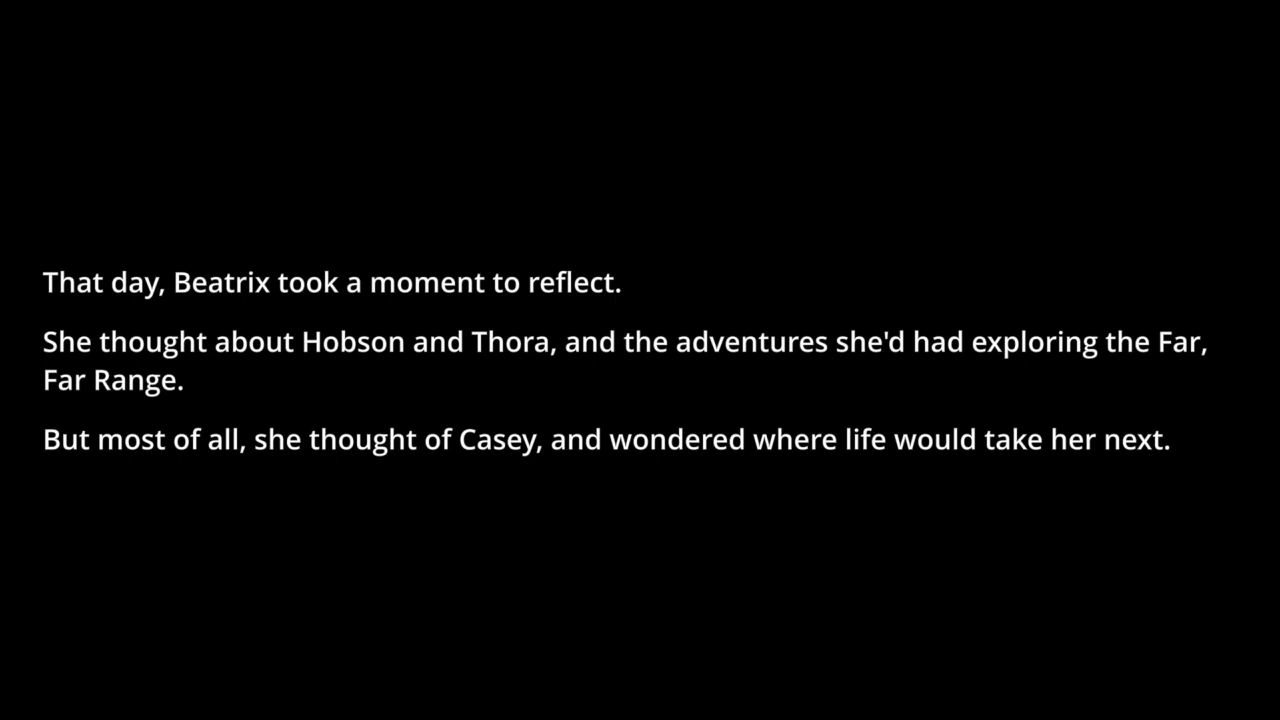 That day, Beatrix took a moment to reflect.
She thought about Hobson and Thora, and the adventures she'd had exploring the Far,
Far Range.
But most of all, she thought of Casey, and wondered where life would take her next.